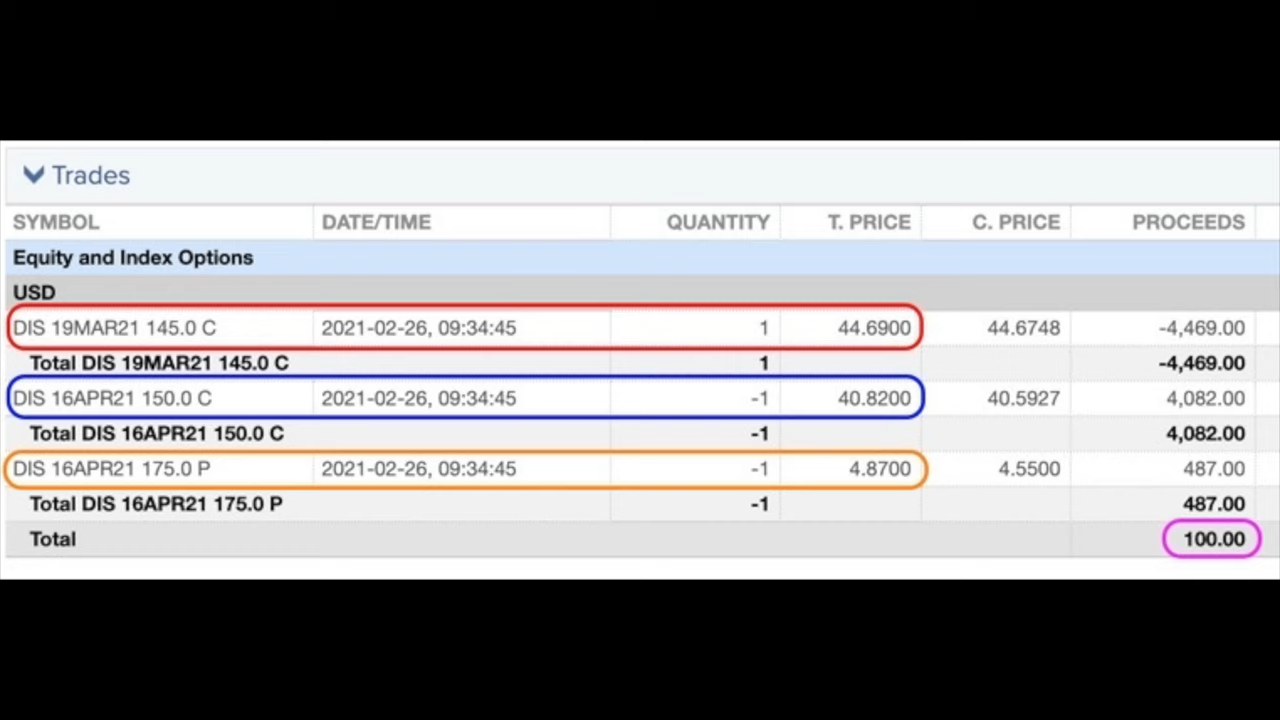 Trades
SYMBOL DATE/TIME QUANTITY T. PRICE C. PRICE PROCEEDS
Equity and Index Options
USD
DIS 19MAR21 145.0 C 2021-02-26, 09:34:45 1 44.6900 44.6748 -4,469.00
Total DIS 19MAR21 145.0 C 1 -4,469.00
DIS 16APR21 150.0 C 2021-02-26, 09:34:45 -1 40.8200 40.5927 4,082.00
Total DIS 16APR21 150.0 C -1 4,082.00
DIS 16APR21 175.0 P 2021-02-26, 09:34:45 -1 4.8700 4.5500 487.00
Total DIS 16APR21 175.0 P -1 487.00
Total 100.00